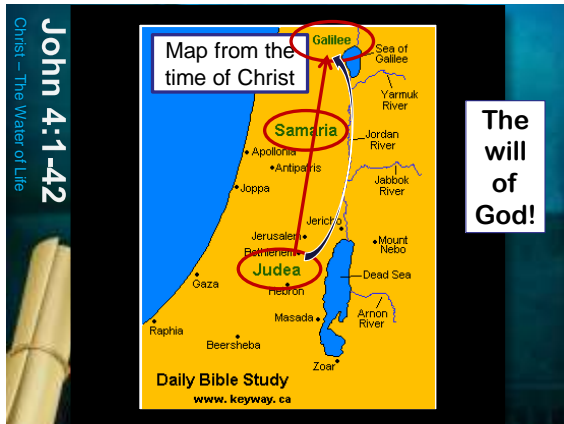 John 4:1-42
Christ – The Water of Life
Map from the
time of Christ
Galilee
Sea of
Galilee
Yarmuk
River
Samaria
Jordan
River
Apollonia
Antipatris
Jabbok
River
Joppa
Jericho
Jerusalem
Mount
Nebo
Bethlehem
Judea
Dead Sea
Gaza
Hebron
Masada
Arnon
River
Raphia
Beersheba
Zoar
Daily Bible Study
www.keyway.ca
The
will
of
God!